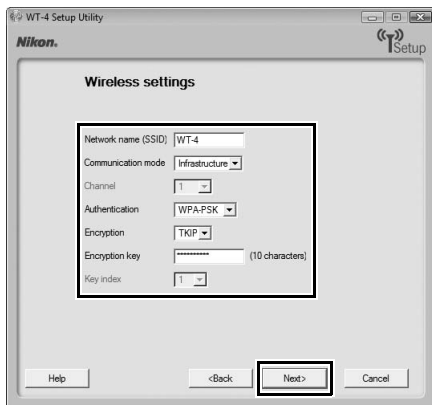 WT-4 Setup Utility
Nikon.
Setup
Wireless settings
Network name (SSID) WT-4
Communication mode Infrastructure
Channel 1
Authentication WPA-PSK
Encryption TKIP
Encryption key ********** (10 characters)
Key index 1
Help <Back Next> Cancel